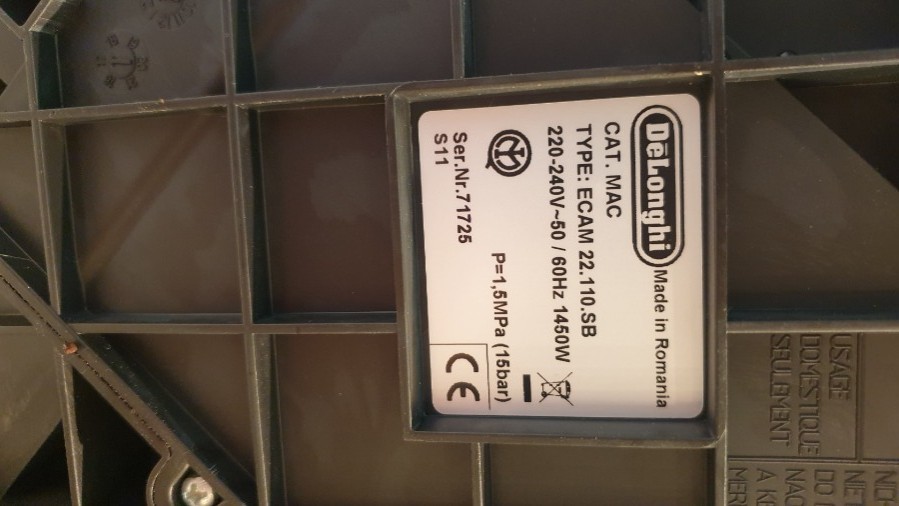 DeLonghi Made in Romania
CAT. MAC
TYPE: ECAM 22.110.SB
220-240V~50 / 60Hz 1450W
P=1,5MPa (15bar)
Ser.Nr.71725
S11
CE
USAGE
DOMESTIQUE
SEULEMENT